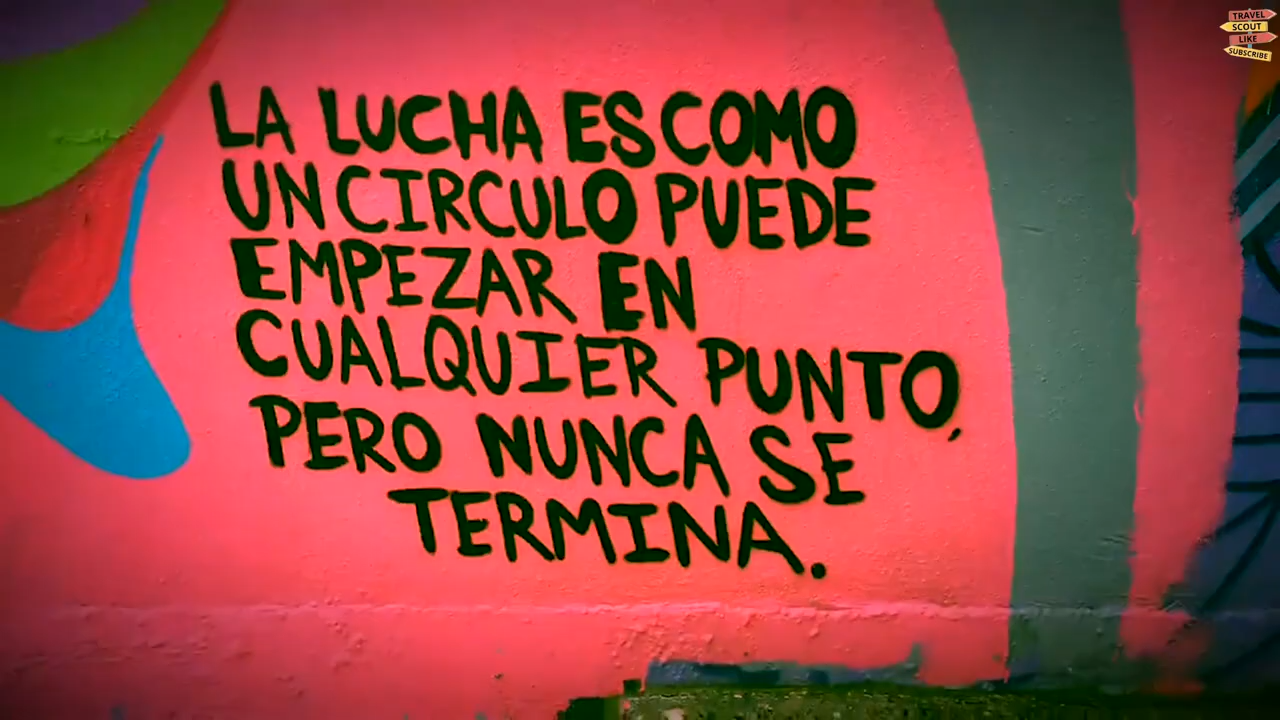 LA LUCHA ES COMO
UN CIRCULO PUEDE
EMPEZAR EN
CUALQUIER PUNTO,
PERO NUNCA SE
TERMINA.
TRAVEL
SCOUT
LIKE
SUBSCRIBE